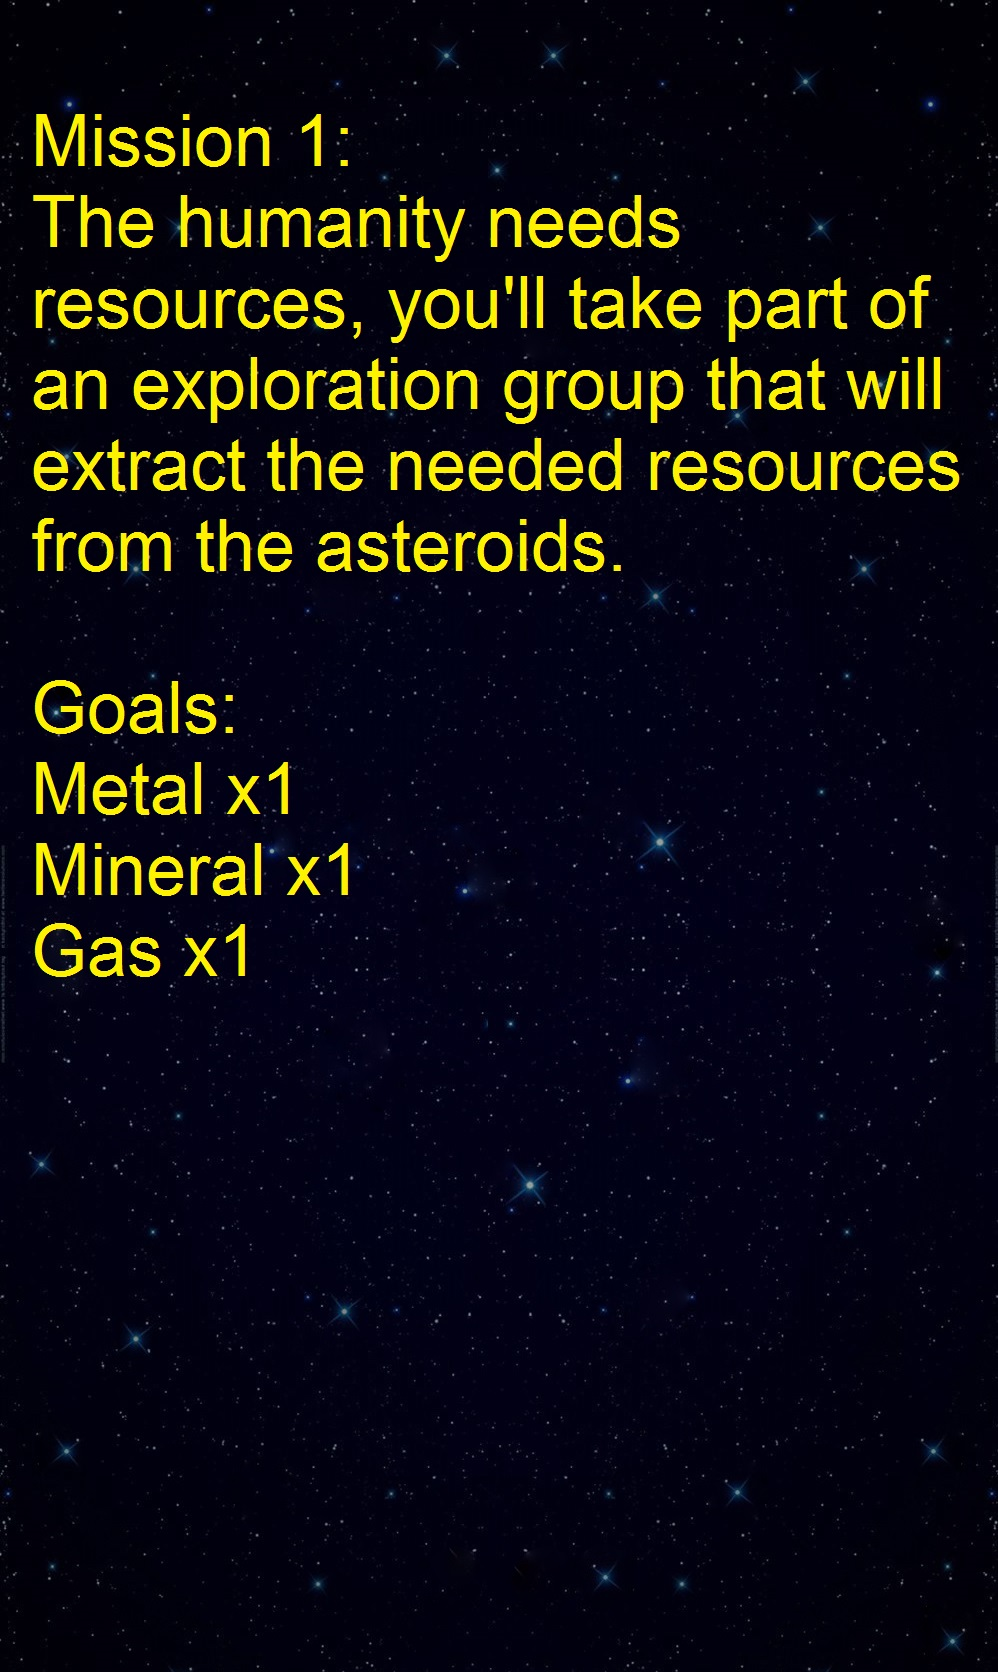 Mission 1:
The humanity needs
resources, you'll take part of
an exploration group that will
extract the needed resources
from the asteroids.
Goals:
Metal x1
Mineral x1
Gas x1